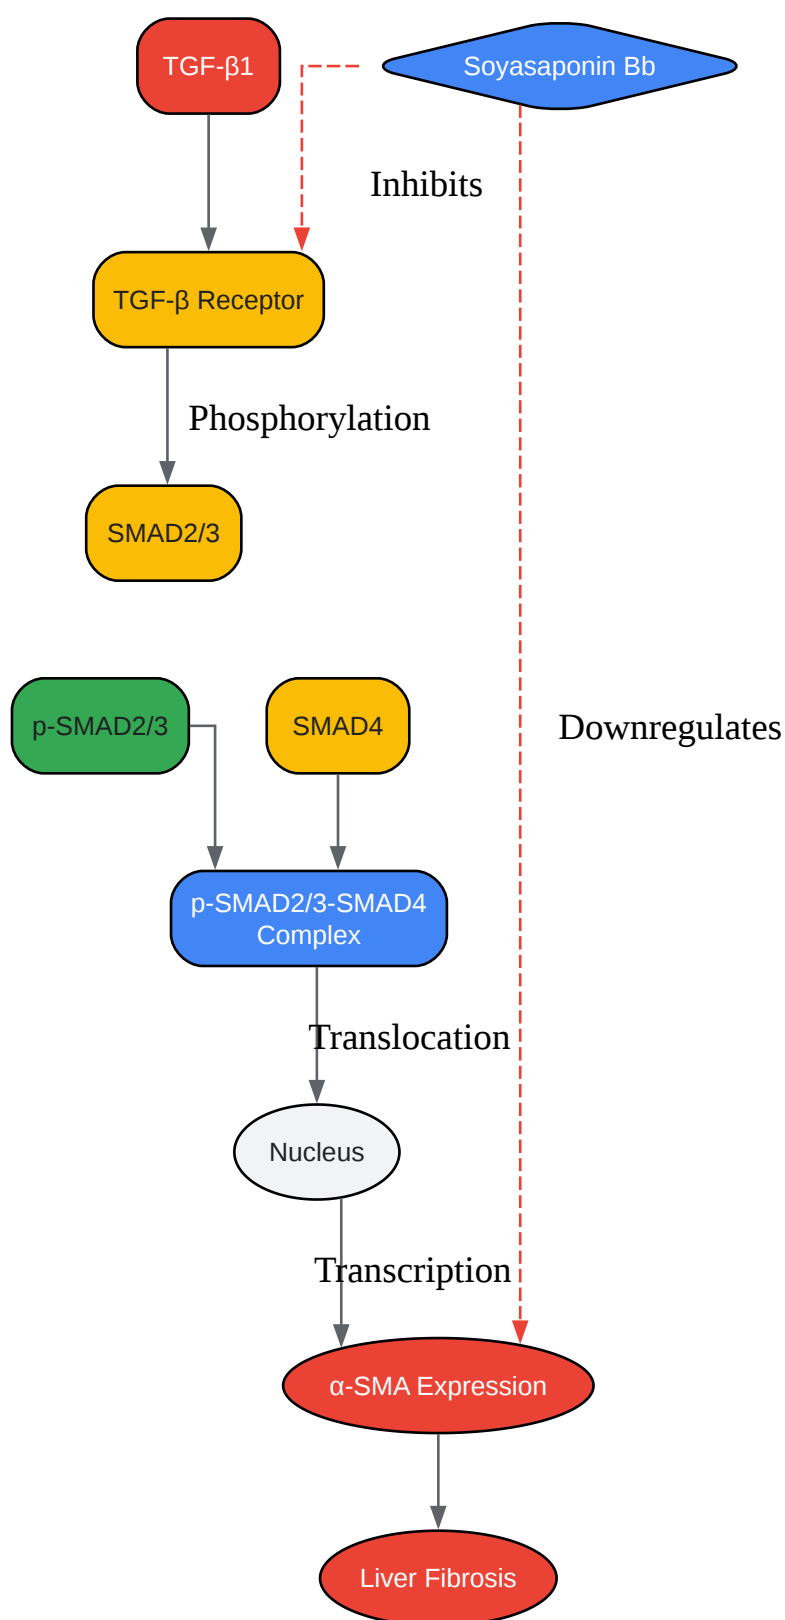 TGF-β1
Soyasaponin Bb
Inhibits
TGF-β Receptor
Phosphorylation
SMAD2/3
p-SMAD2/3
SMAD4
Downregulates
p-SMAD2/3-SMAD4
Complex
Translocation
Nucleus
Transcription
α-SMA Expression
Liver Fibrosis